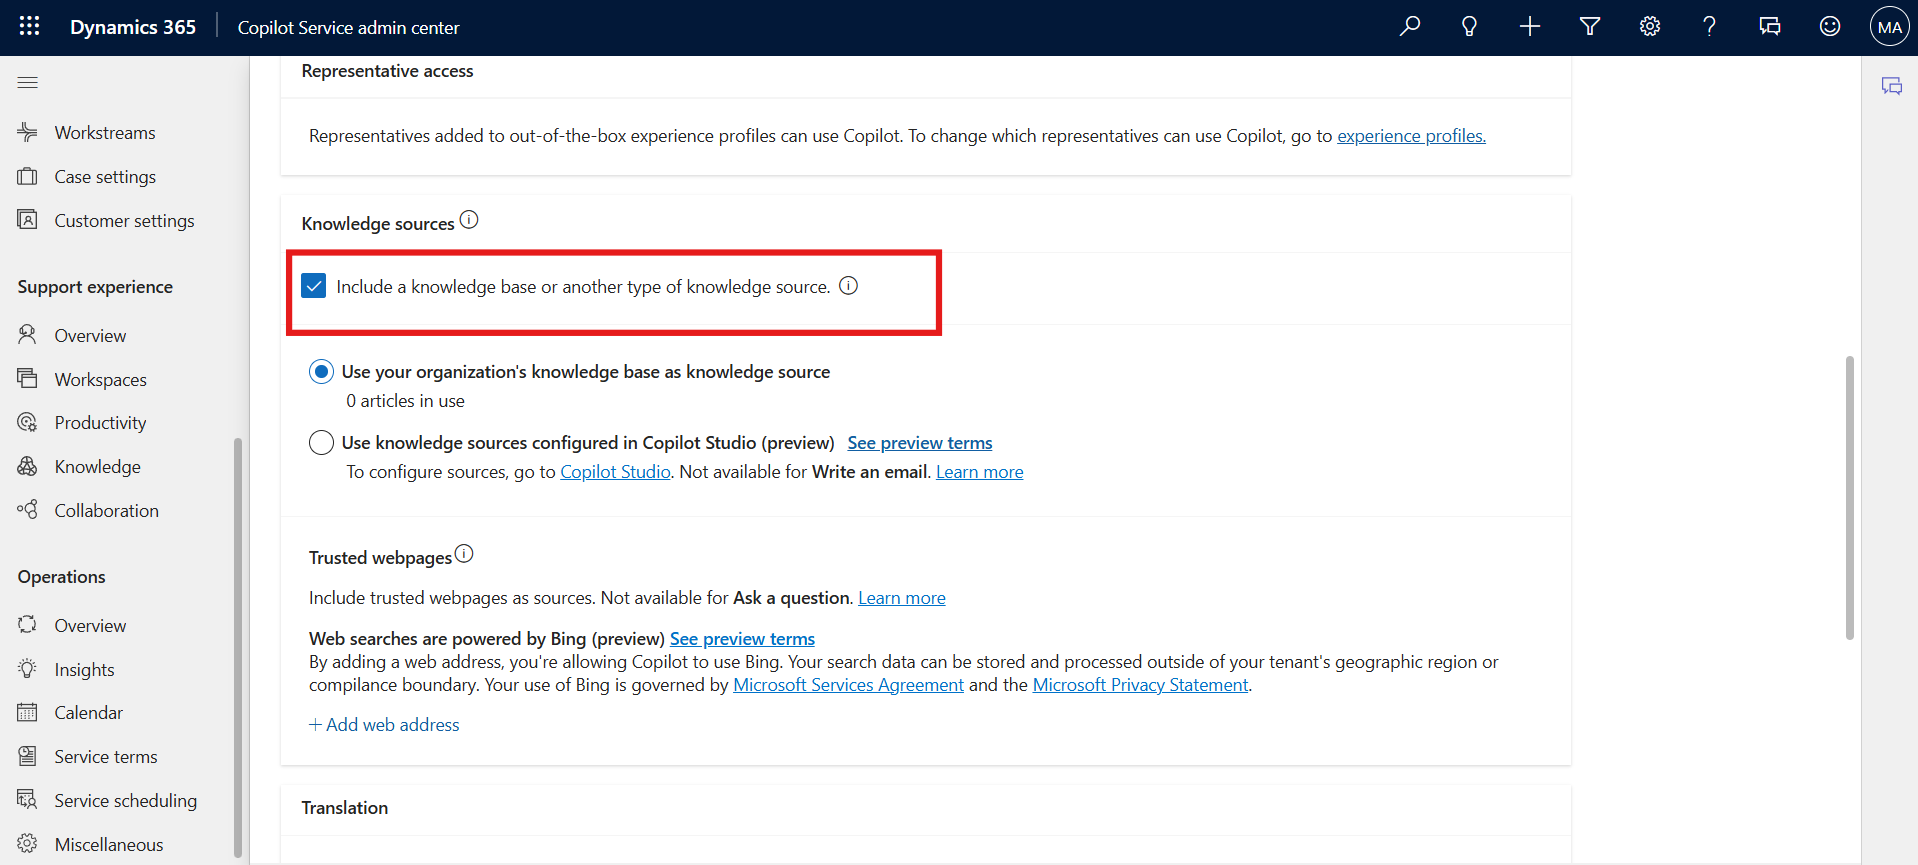 Dynamics 365
Copilot Service admin center
MA
Workstreams
Case settings
Customer settings
Support experience
Overview
Workspaces
Productivity
Knowledge
Collaboration
Operations
Overview
Insights
Calendar
Service terms
Service scheduling
Miscellaneous
Representative access
Representatives added to out-of-the-box experience profiles can use Copilot. To change which representatives can use Copilot, go to experience profiles.
Knowledge sources
Include a knowledge base or another type of knowledge source.
Use your organization's knowledge base as knowledge source
0 articles in use
Use knowledge sources configured in Copilot Studio (preview) See preview terms
To configure sources, go to Copilot Studio. Not available for Write an email. Learn more
Trusted webpages
Include trusted webpages as sources. Not available for Ask a question. Learn more
Web searches are powered by Bing (preview) See preview terms
By adding a web address, you're allowing Copilot to use Bing. Your search data can be stored and processed outside of your tenant's geographic region or
compilance boundary. Your use of Bing is governed by Microsoft Services Agreement and the Microsoft Privacy Statement.
+ Add web address
Translation